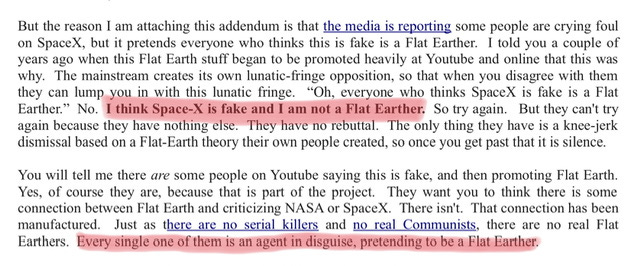 But the reason I am attaching this addendum is that the media is reporting some people are crying foul
on SpaceX, but it pretends everyone who thinks this is fake is a Flat Earther.  I told you a couple of
years ago when this Flat Earth stuff began to be promoted heavily at Youtube and online that this was
why.  The mainstream creates its own lunatic-fringe opposition, so that when you disagree with them
they can lump you in with this lunatic fringe.  “Oh, everyone who thinks SpaceX is fake is a Flat
Earther.”  No.  I think Space-X is fake and I am not a Flat Earther.  So try again.  But they can't try
again because they have nothing else.  They have no rebuttal.  The only thing they have is a knee-jerk
dismissal based on a Flat-Earth theory their own people created, so once you get past that it is silence.
You will tell me there are some people on Youtube saying this is fake, and then promoting Flat Earth.
Yes, of course they are, because that is part of the project.  They want you to think there is some
connection between Flat Earth and criticizing NASA or SpaceX.  There isn't.  That connection has been
manufactured.  Just as there are no serial killers and no real Communists, there are no real Flat
Earthers.  Every single one of them is an agent in disguise, pretending to be a Flat Earther.